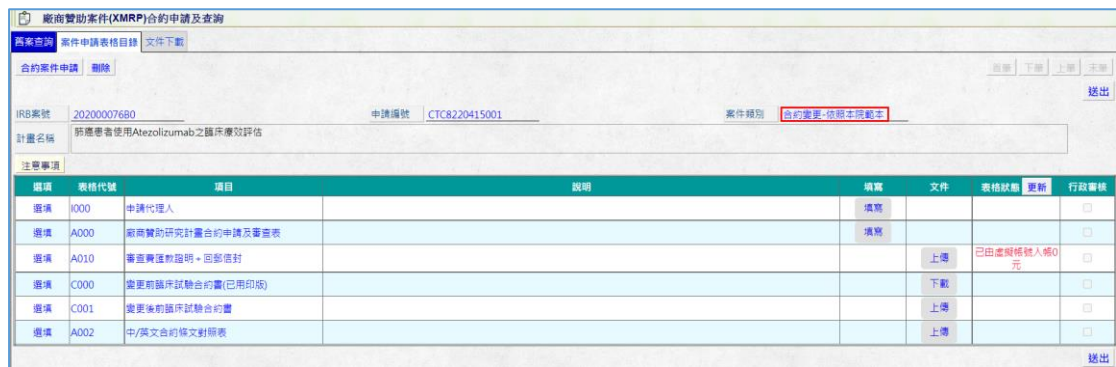 廠商贊助案件(XMRP)合約申請及查詢
舊案查詢 案件申請表格目錄 文件下載
合約案件申請 刪除 首筆 下筆 上筆 末筆
送出
IRB案號 202000076B0 申請編號 CTC8220415001 案件類別 合約變更-依照本院範本
計畫名稱 肺癌患者使用Atezolizumab之臨床療效評估
注意事項
選項 表格代號 項目 說明 填寫 文件 表格狀態 更新 行政審核
選填 I000 申請代理人 填寫
選填 A000 廠商贊助研究計畫合約申請及審查表 填寫
選填 A010 審查費匯款證明+回郵信封 上傳 已由虛擬帳號入帳0元
選填 C000 變更前臨床試驗合約書(已用印版) 下載
選填 C001 變更後前臨床試驗合約書 上傳
選填 A002 中/英文合約條文對照表 上傳
送出